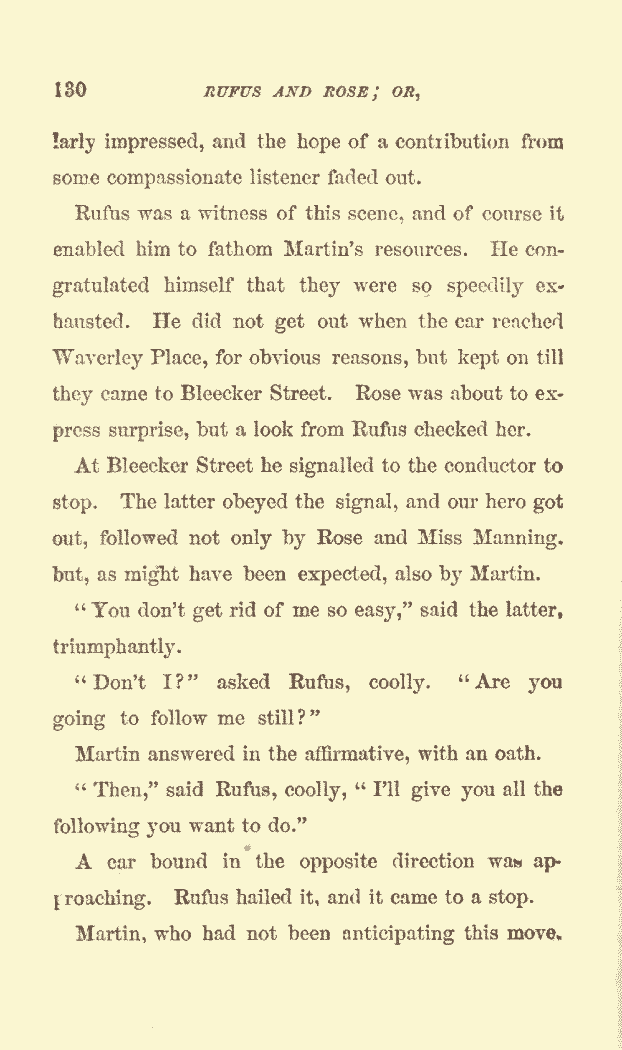 130 RUFUS AND ROSE; OR,
larly impressed, and the hope of a contribution from
some compassionate listener faded out.
Rufus was a witness of this scene, and of course it
enabled him to fathom Martin's resources. He con-
gratulated himself that they were so speedily ex-
hausted. He did not get out when the car reached
Waverley Place, for obvious reasons, but kept on till
they came to Bleecker Street. Rose was about to ex-
press surprise, but a look from Rufus checked her.
At Bleecker Street he signalled to the conductor to
stop. The latter obeyed the signal, and our hero got
out, followed not only by Rose and Miss Manning,
but, as might have been expected, also by Martin.
"You don't get rid of me so easy," said the latter,
triumphantly.
"Don't I?" asked Rufus, coolly. "Are you
going to follow me still?"
Martin answered in the affirmative, with an oath.
"Then," said Rufus, coolly, "I'll give you all the
following you want to do."
A car bound in the opposite direction was ap-
proaching. Rufus hailed it, and it came to a stop.
Martin, who had not been anticipating this move,